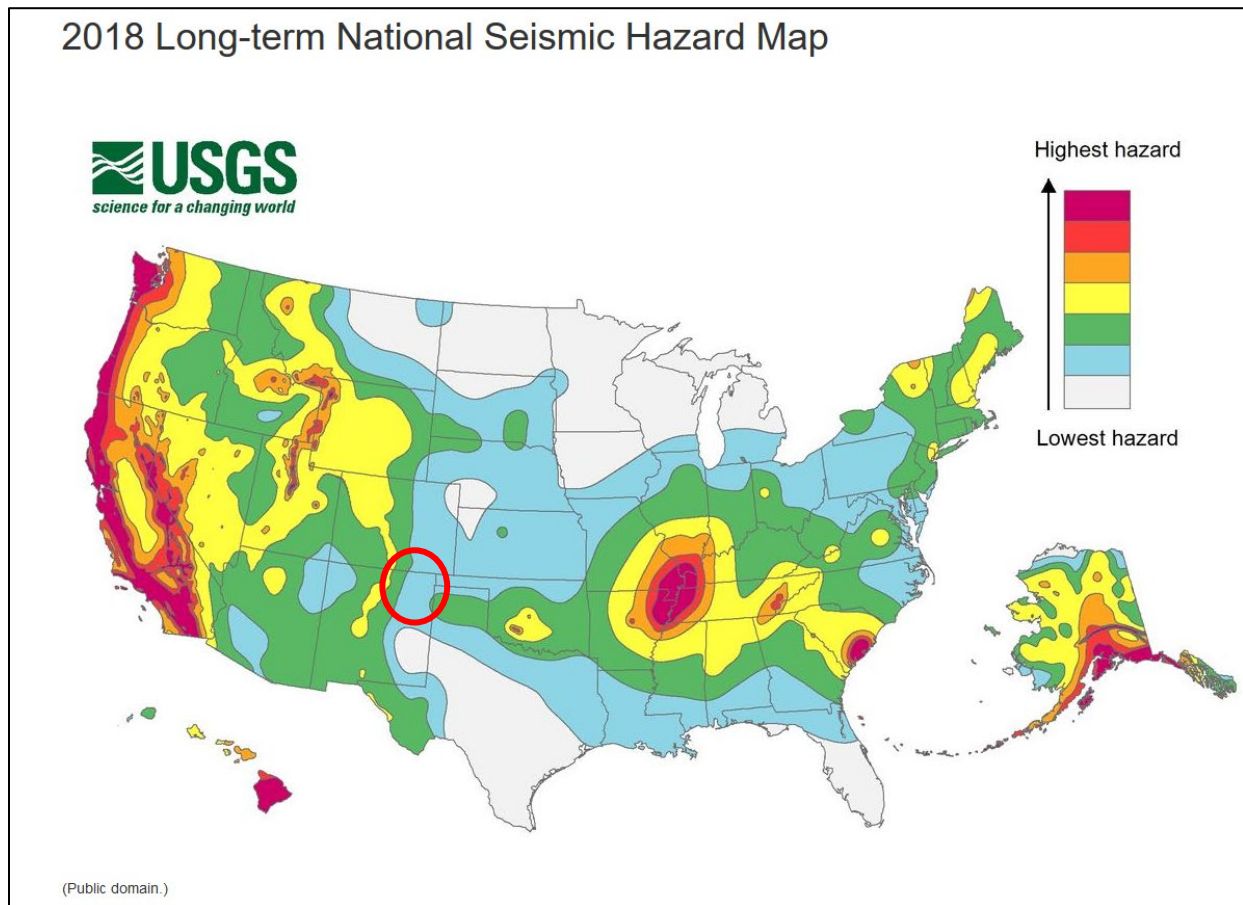 2018 Long-term National Seismic Hazard Map
USGS
science for a changing world
Highest hazard
Lowest hazard
(Public domain.)